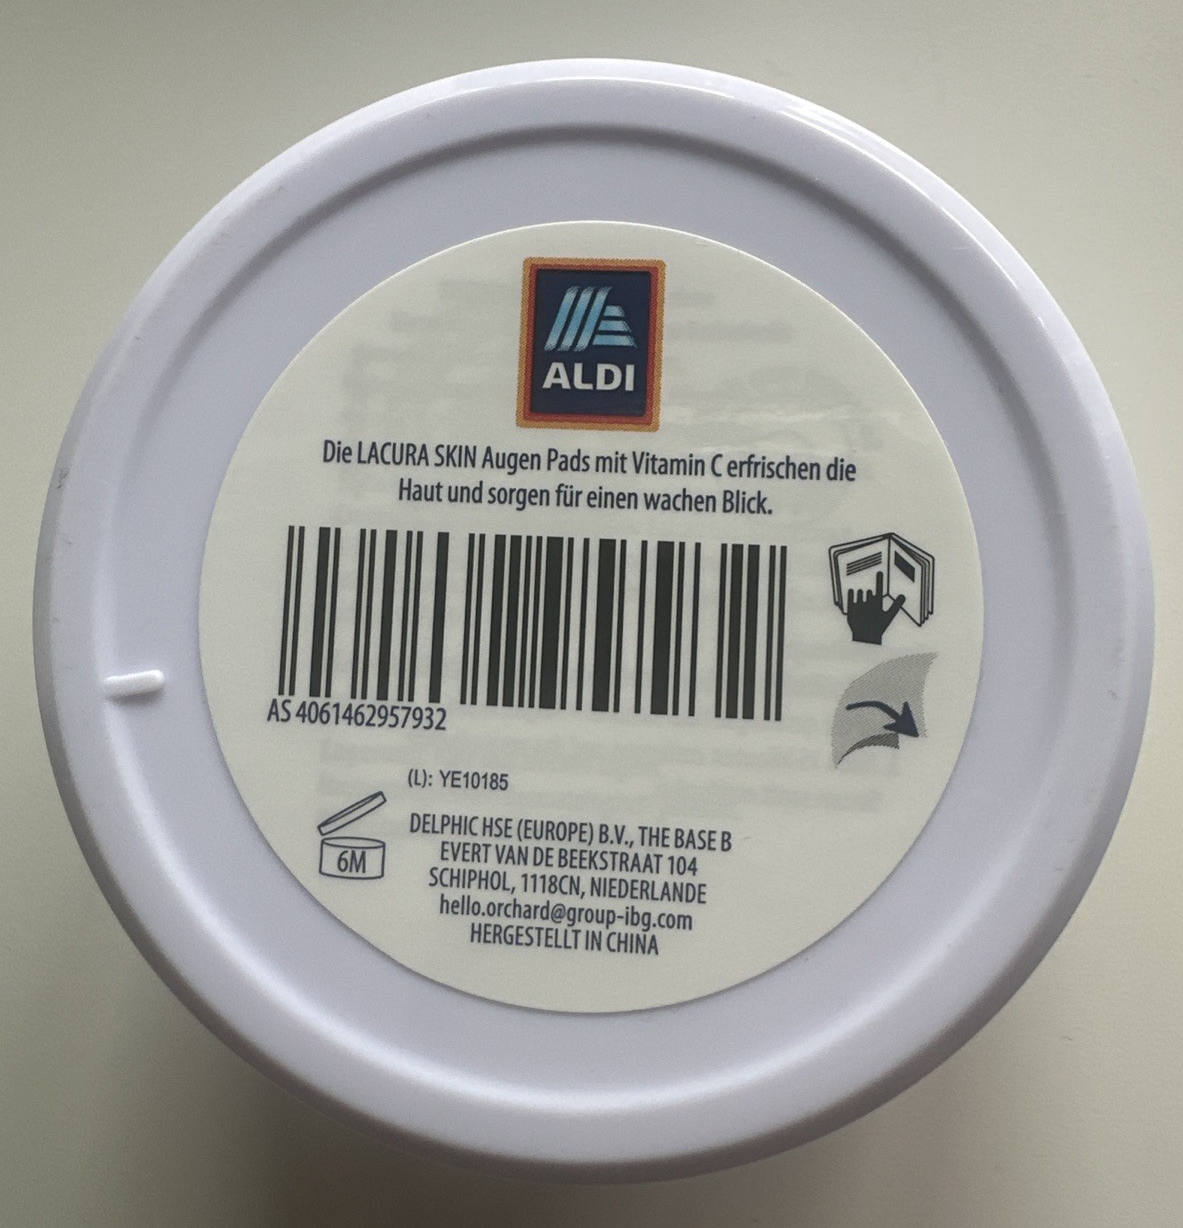 ALDI
Die LACURA SKIN Augen Pads mit Vitamin C erfrischen die
Haut und sorgen für einen wachen Blick.
AS 4061462957932
(L): YE10185
6M
DELPHIC HSE (EUROPE) B.V., THE BASE B
EVERT VAN DE BEEKSTRAAT 104
SCHIPHOL, 1118CN, NIEDERLANDE
hello.orchard@group-ibg.com
HERGESTELLT IN CHINA